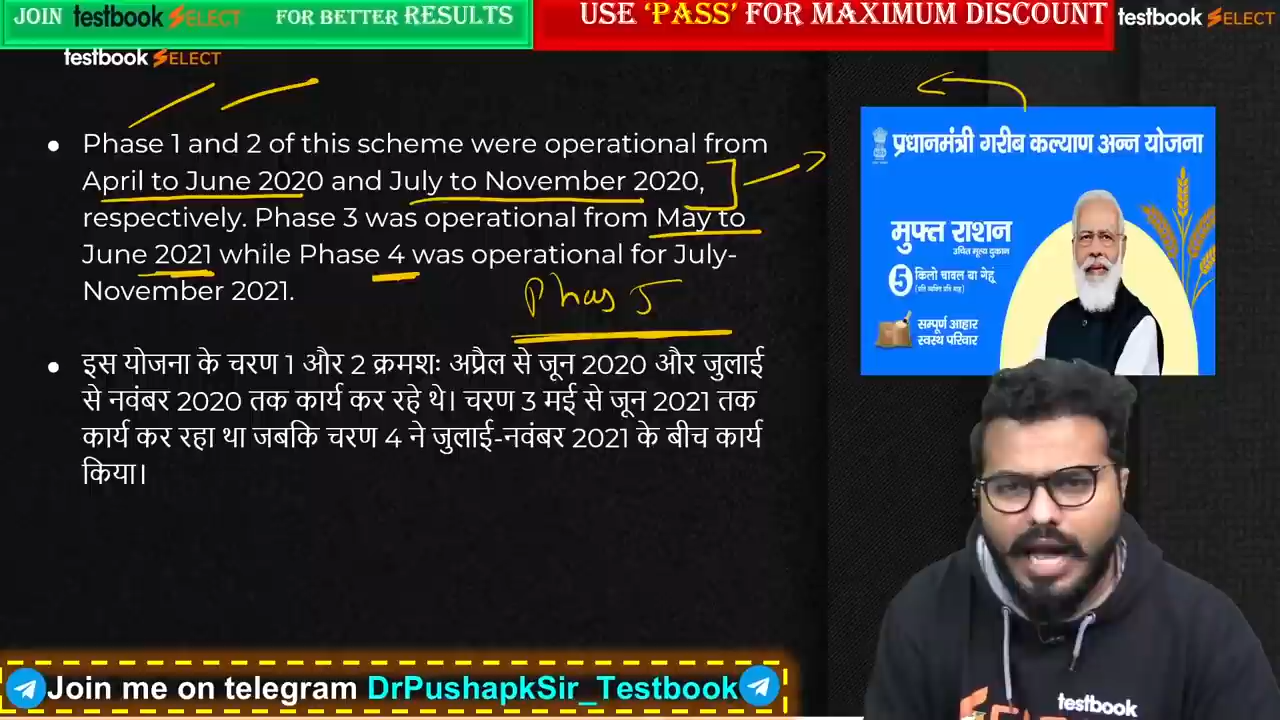 JOIN testbook SELECT FOR BETTER RESULTS
USE ‘PASS’ FOR MAXIMUM DISCOUNT
testbook SELECT
testbook SELECT
• Phase 1 and 2 of this scheme were operational from
April to June 2020 and July to November 2020,
respectively. Phase 3 was operational from May to
June 2021 while Phase 4 was operational for July-
November 2021.
Phas 5
• इस योजना के चरण 1 और 2 क्रमशः अप्रैल से जून 2020 और जुलाई
से नवंबर 2020 तक कार्य कर रहे थे। चरण 3 मई से जून 2021 तक
कार्य कर रहा था जबकि चरण 4 ने जुलाई-नवंबर 2021 के बीच कार्य
किया।
प्रधानमंत्री गरीब कल्याण अन्न योजना
मुफ्त राशन
उचित मूल्य दुकान
5 किलो चावल या गेहूं
(प्रति व्यक्ति प्रति माह)
सम्पूर्ण आहार
स्वस्थ परिवार
Join me on telegram DrPushapkSir_Testbook
testbook